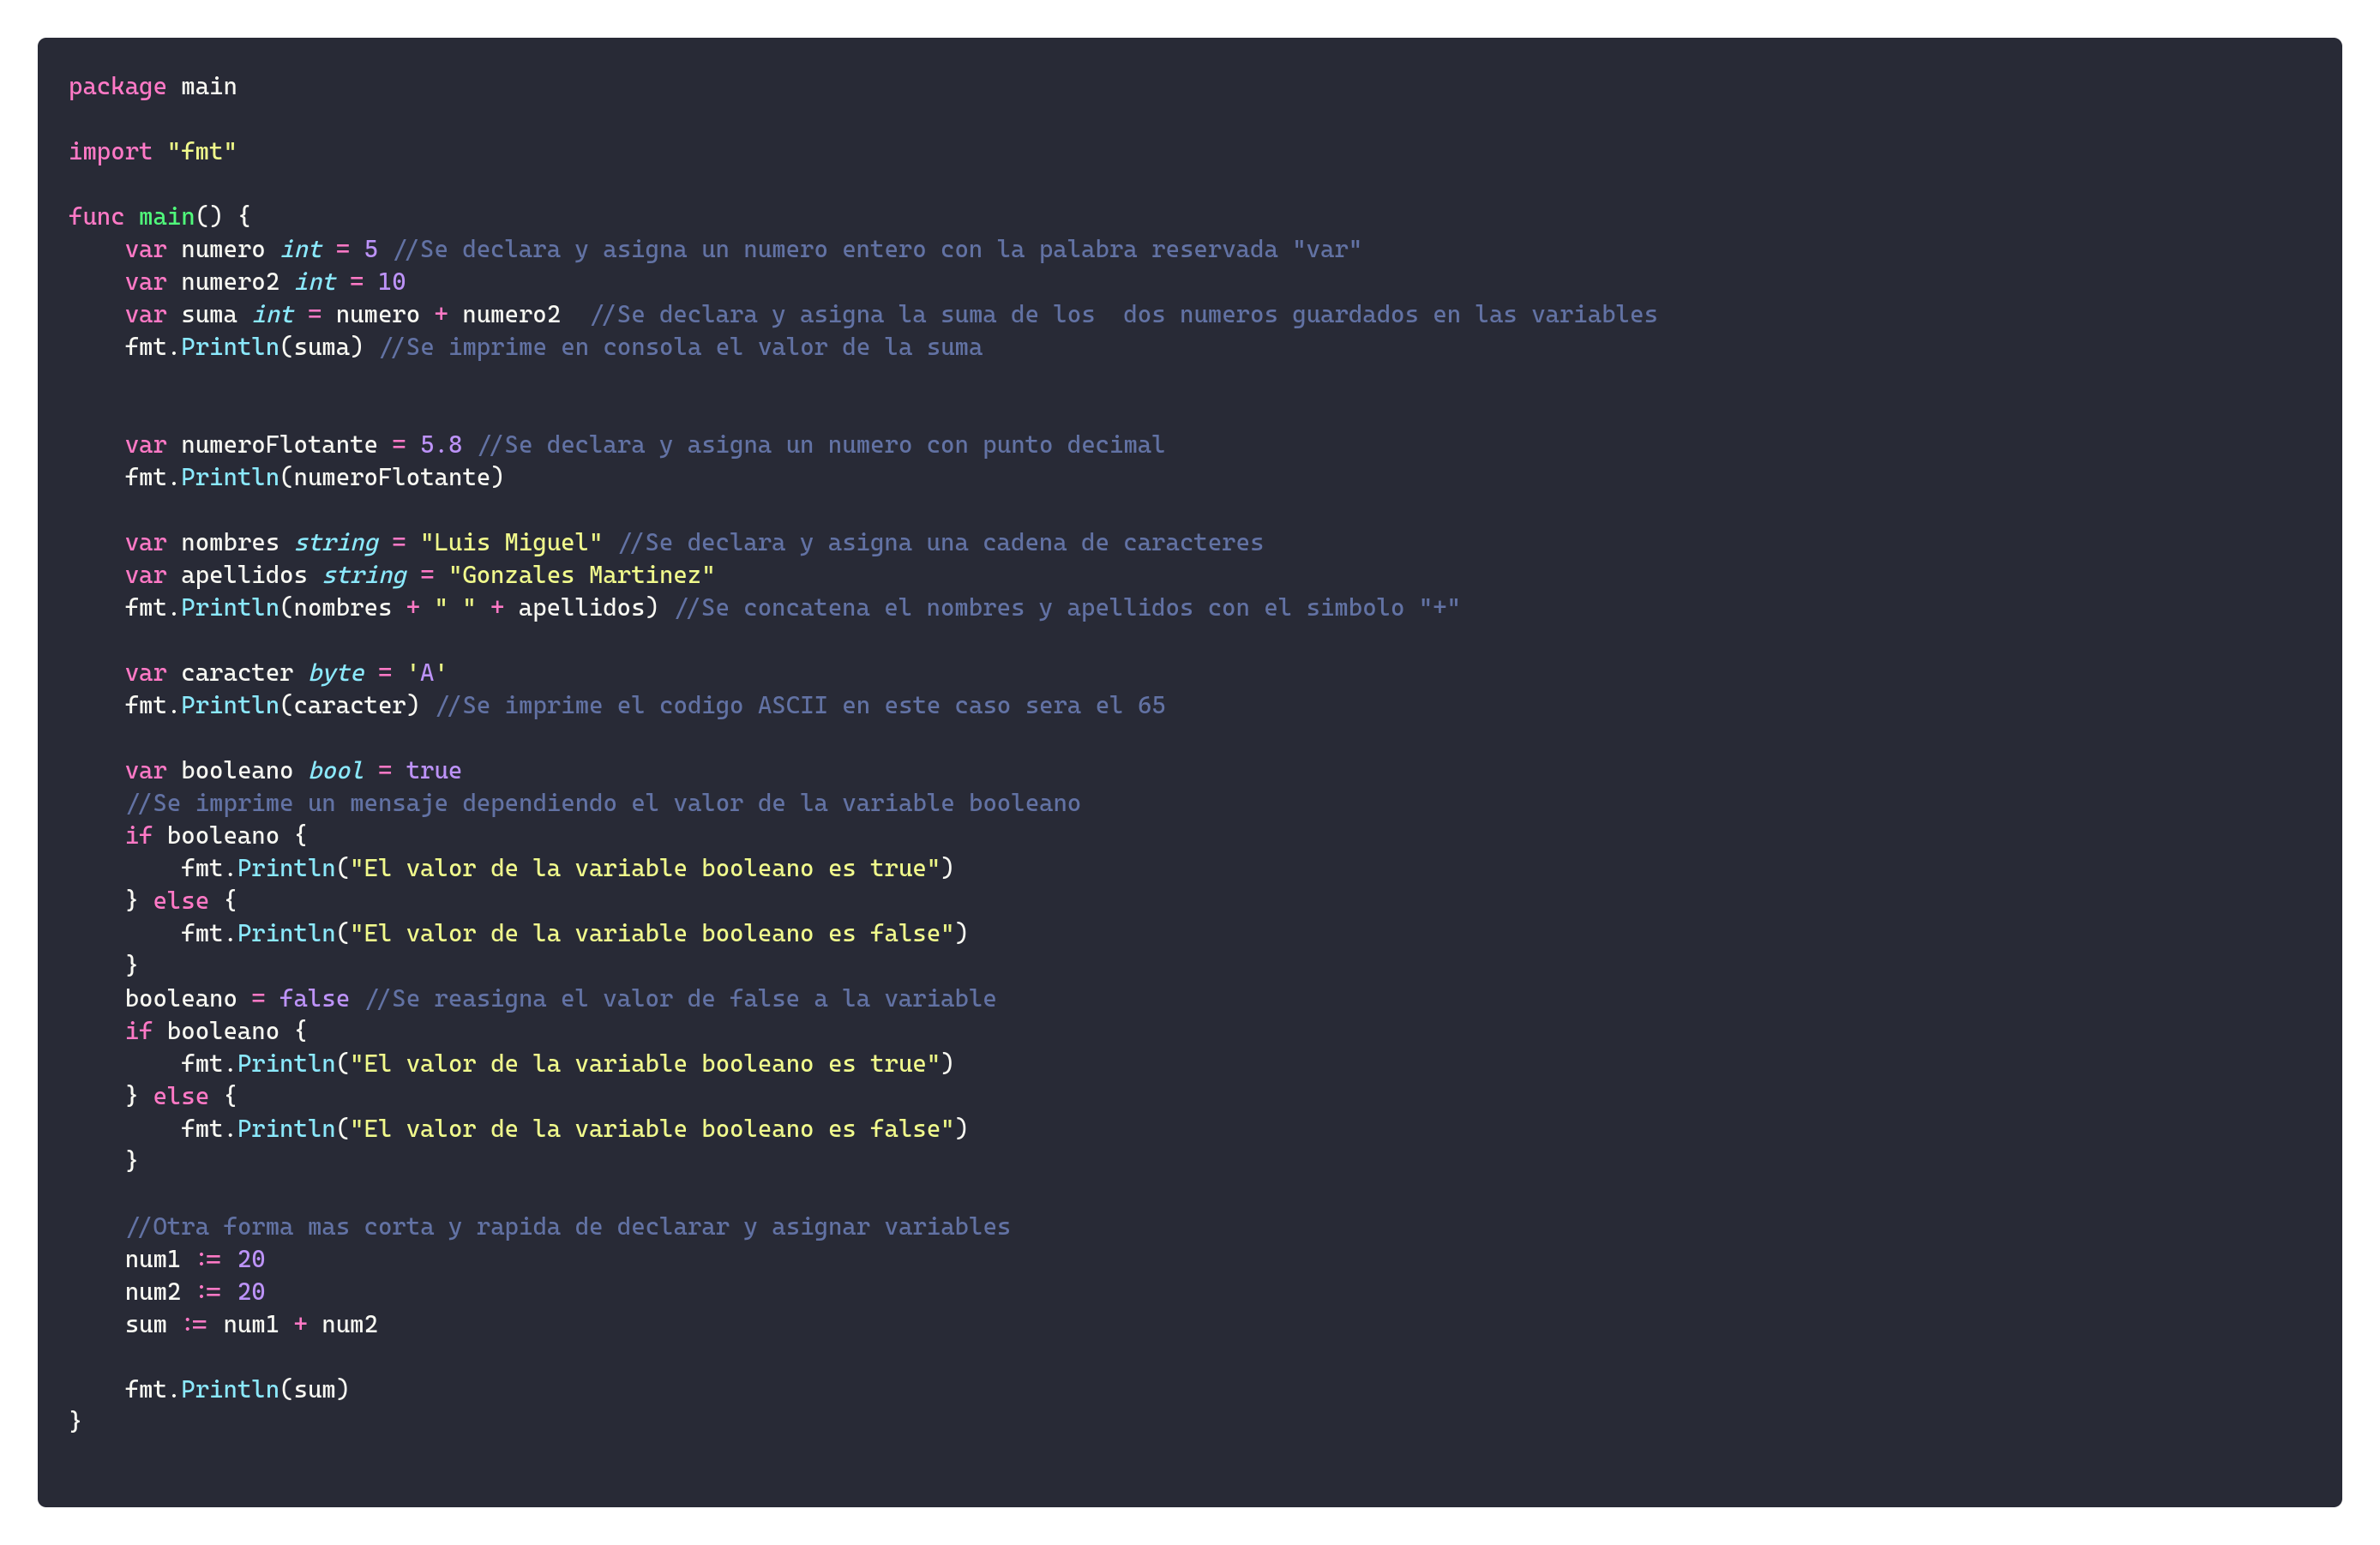 package main
import "fmt"
func main() {
    var numero int = 5 //Se declara y asigna un numero entero con la palabra reservada "var"
    var numero2 int = 10
    var suma int = numero + numero2  //Se declara y asigna la suma de los  dos numeros guardados en las variables
    fmt.Println(suma) //Se imprime en consola el valor de la suma
    var numeroFlotante = 5.8 //Se declara y asigna un numero con punto decimal
    fmt.Println(numeroFlotante)
    var nombres string = "Luis Miguel" //Se declara y asigna una cadena de caracteres
    var apellidos string = "Gonzales Martinez"
    fmt.Println(nombres + " " + apellidos) //Se concatena el nombres y apellidos con el simbolo "+"
    var caracter byte = 'A'
    fmt.Println(caracter) //Se imprime el codigo ASCII en este caso sera el 65
    var booleano bool = true
    //Se imprime un mensaje dependiendo el valor de la variable booleano
    if booleano {
        fmt.Println("El valor de la variable booleano es true")
    } else {
        fmt.Println("El valor de la variable booleano es false")
    }
    booleano = false //Se reasigna el valor de false a la variable
    if booleano {
        fmt.Println("El valor de la variable booleano es true")
    } else {
        fmt.Println("El valor de la variable booleano es false")
    }
    //Otra forma mas corta y rapida de declarar y asignar variables
    num1 := 20
    num2 := 20
    sum := num1 + num2
    fmt.Println(sum)
}